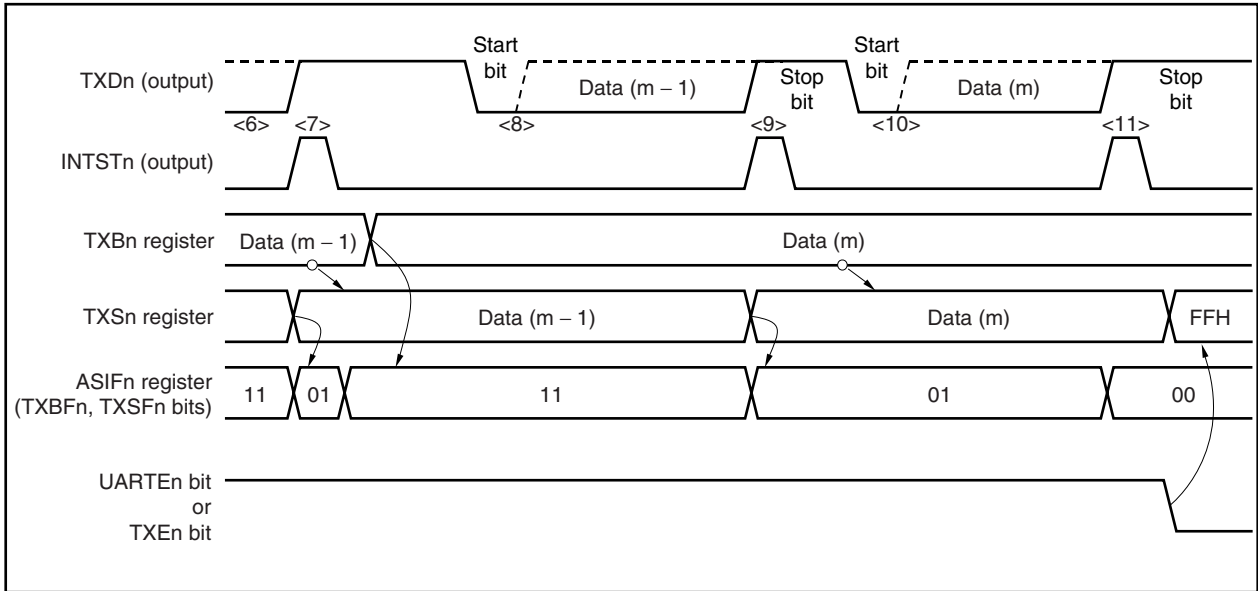 Start
bit
Start
bit
TXDn (output)
Data (m – 1)
Stop
bit
Data (m)
Stop
bit
<6> <7> <8> <9> <10> <11>
INTSTn (output)
TXBn register
Data (m – 1)
Data (m)
TXSn register
Data (m – 1)
Data (m)
FFH
ASIFn register
(TXBFn, TXSFn bits)
11
01
11
01
00
UARTEn bit
or
TXEn bit